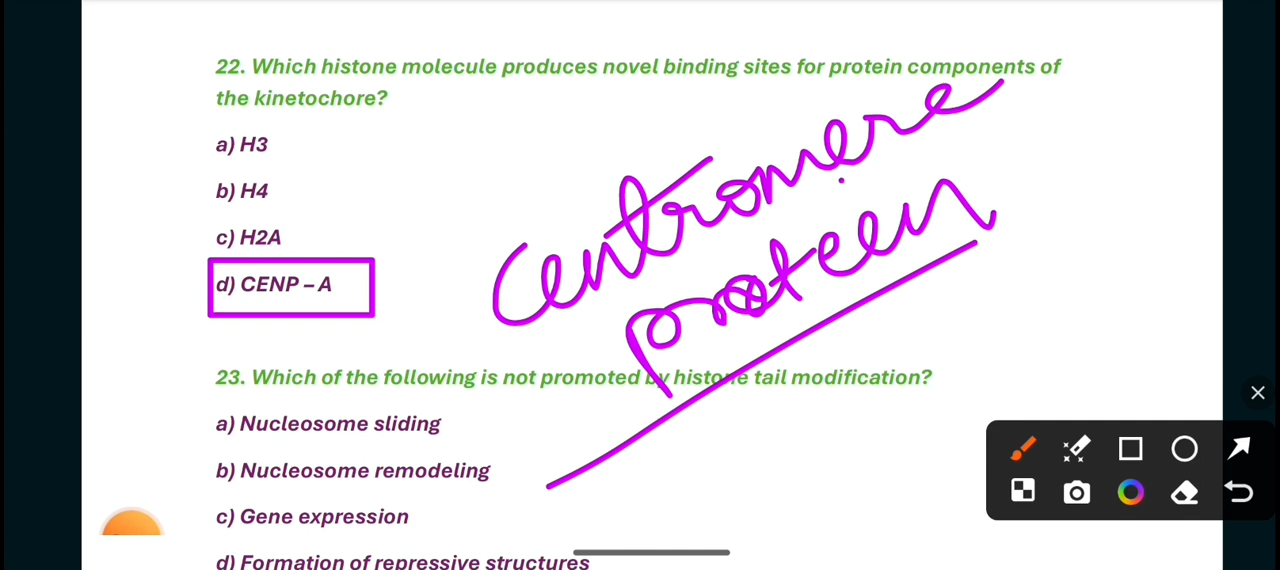 22. Which histone molecule produces novel binding sites for protein components of
the kinetochore?
a) H3
b) H4
c) H2A
d) CENP – A
centromere
proteen
23. Which of the following is not promoted by histone tail modification?
a) Nucleosome sliding
b) Nucleosome remodeling
c) Gene expression
d) Formation of repressive structures